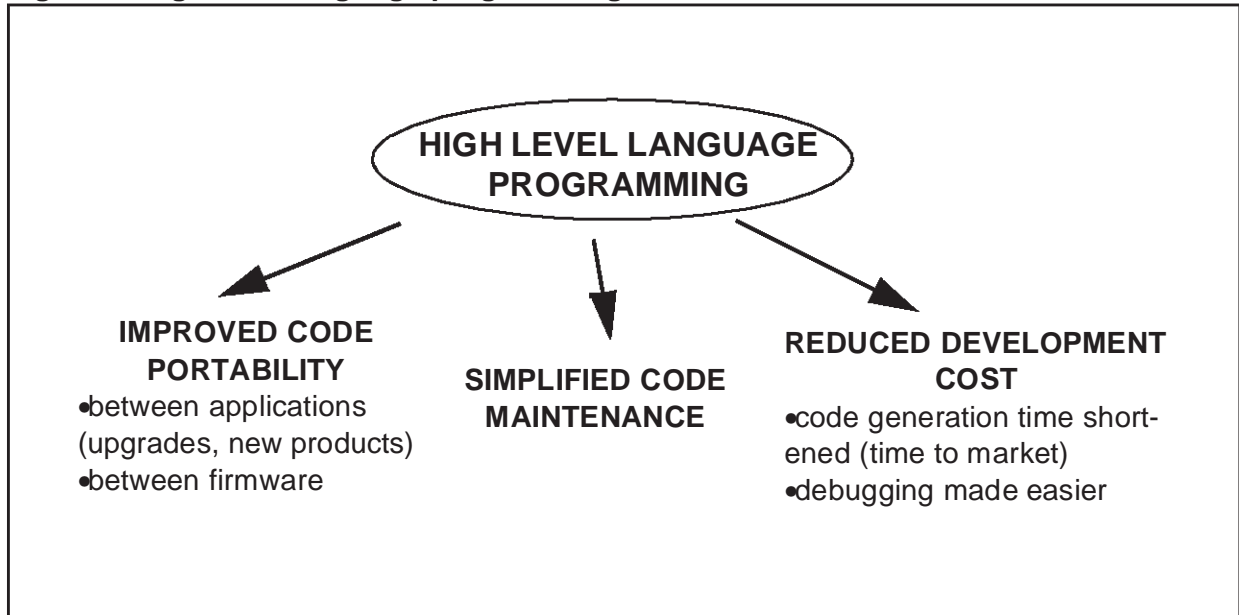 HIGH LEVEL LANGUAGE
PROGRAMMING
IMPROVED CODE
PORTABILITY
•between applications
(upgrades, new products)
•between firmware
SIMPLIFIED CODE
MAINTENANCE
REDUCED DEVELOPMENT
COST
•code generation time short-
ened (time to market)
•debugging made easier